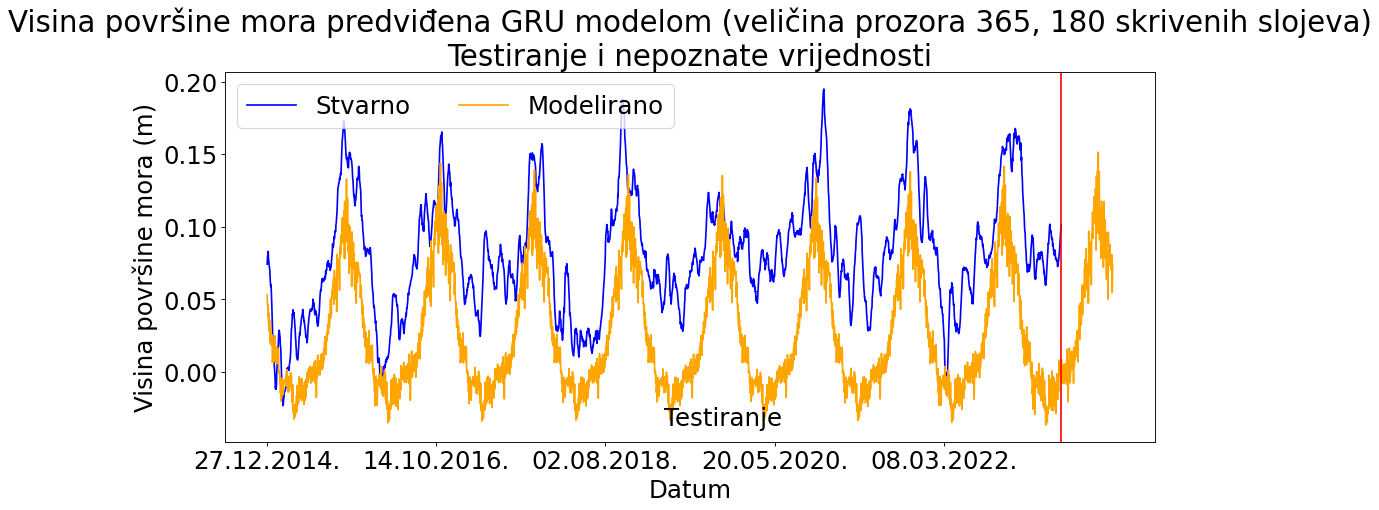 Visina površine mora predviđena GRU modelom (veličina prozora 365, 180 skrivenih slojeva)
Testiranje i nepoznate vrijednosti
Stvarno
Modelirano
Visina površine mora (m)
0.20
0.15
0.10
0.05
0.00
Testiranje
27.12.2014.
14.10.2016.
02.08.2018.
20.05.2020.
08.03.2022.
Datum